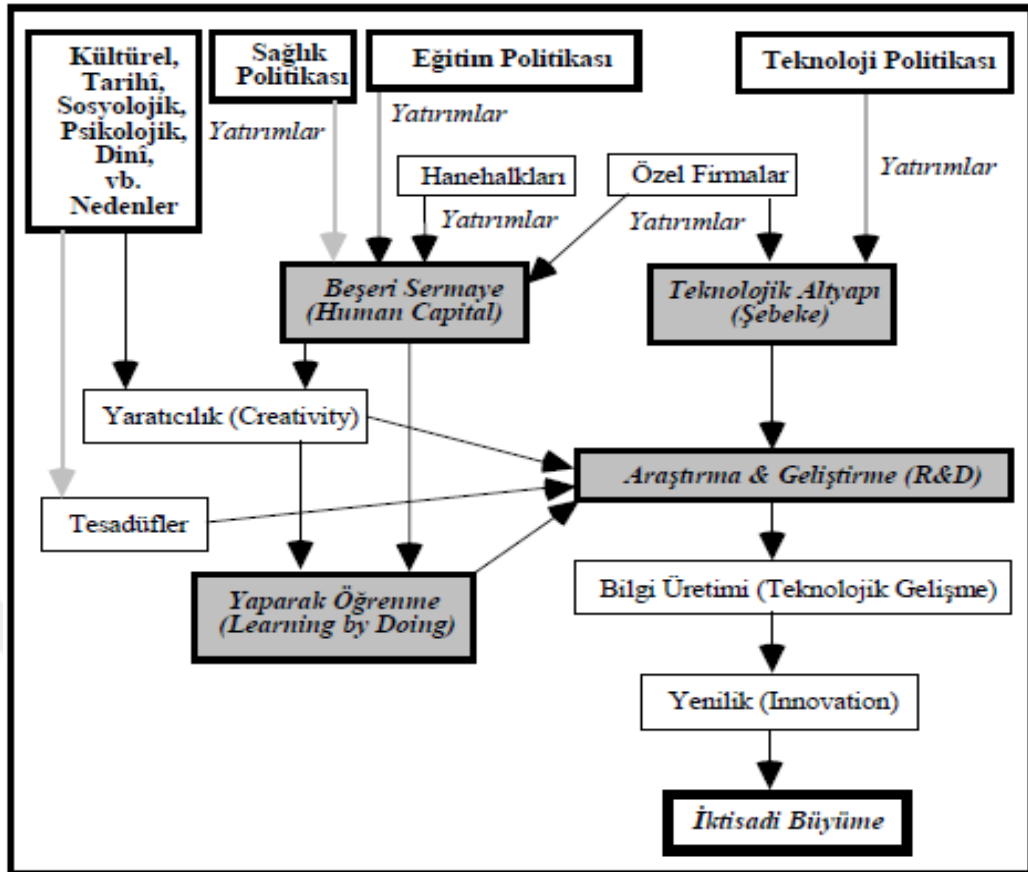 Kültürel,
Tarihî,
Sosyolojik,
Psikolojik,
Dinî,
vb.
Nedenler
Sağlık
Politikası
Eğitim Politikası
Teknoloji Politikası
Yatırımlar
Yatırımlar
Yatırımlar
Hanehalkları
Özel Firmalar
Yatırımlar
Yatırımlar
Beşeri Sermaye
(Human Capital)
Teknolojik Altyapı
(Şebeke)
Yaratıcılık (Creativity)
Araştırma & Geliştirme (R&D)
Tesadüfler
Yaparak Öğrenme
(Learning by Doing)
Bilgi Üretimi (Teknolojik Gelişme)
Yenilik (Innovation)
İktisadi Büyüme